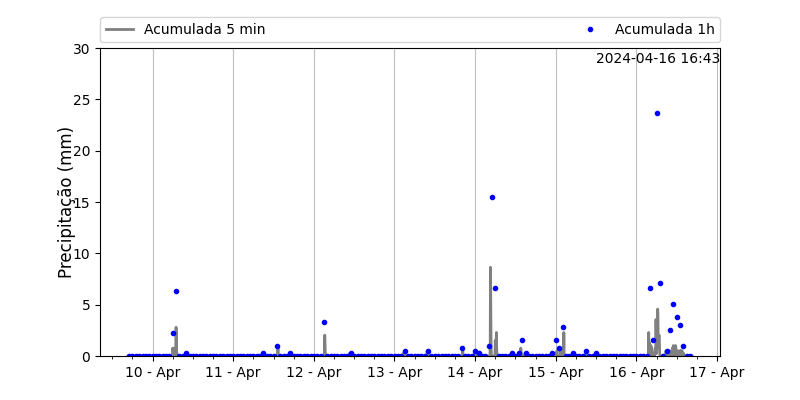 Acumulada 5 min Acumulada 1h
2024-04-16 16:43
Precipitação (mm)
30
25
20
15
10
5
0
10 - Apr 11 - Apr 12 - Apr 13 - Apr 14 - Apr 15 - Apr 16 - Apr 17 - Apr